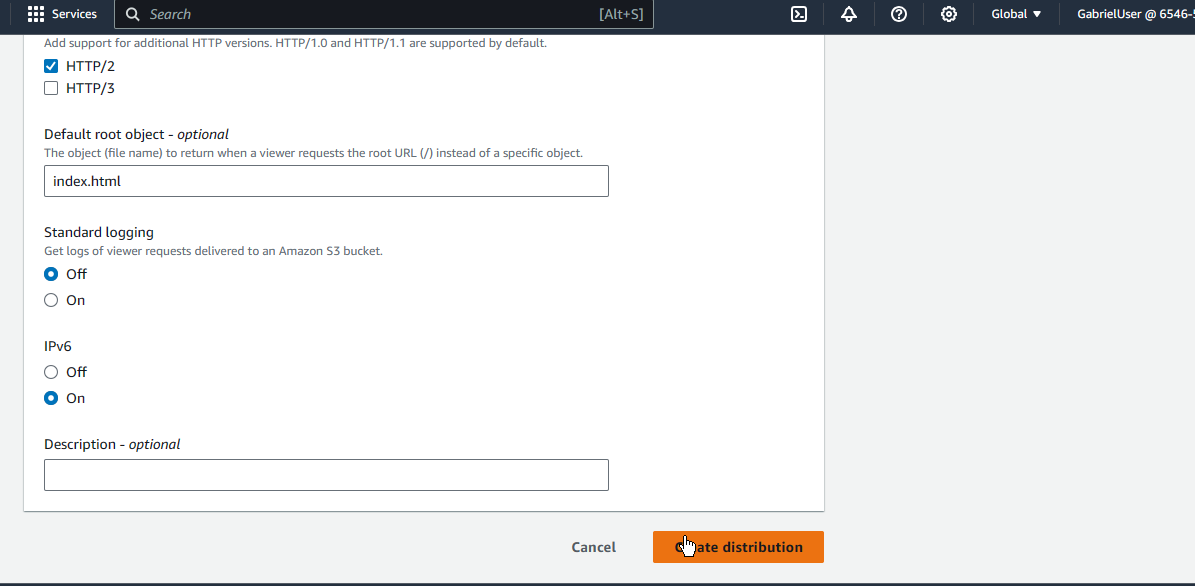 Services
Search
[Alt+S]
Global
GabrielUser @ 6546-
Add support for additional HTTP versions. HTTP/1.0 and HTTP/1.1 are supported by default.
HTTP/2
HTTP/3
Default root object - optional
The object (file name) to return when a viewer requests the root URL (/) instead of a specific object.
index.html
Standard logging
Get logs of viewer requests delivered to an Amazon S3 bucket.
Off
On
IPv6
Off
On
Description - optional
Cancel
distribution